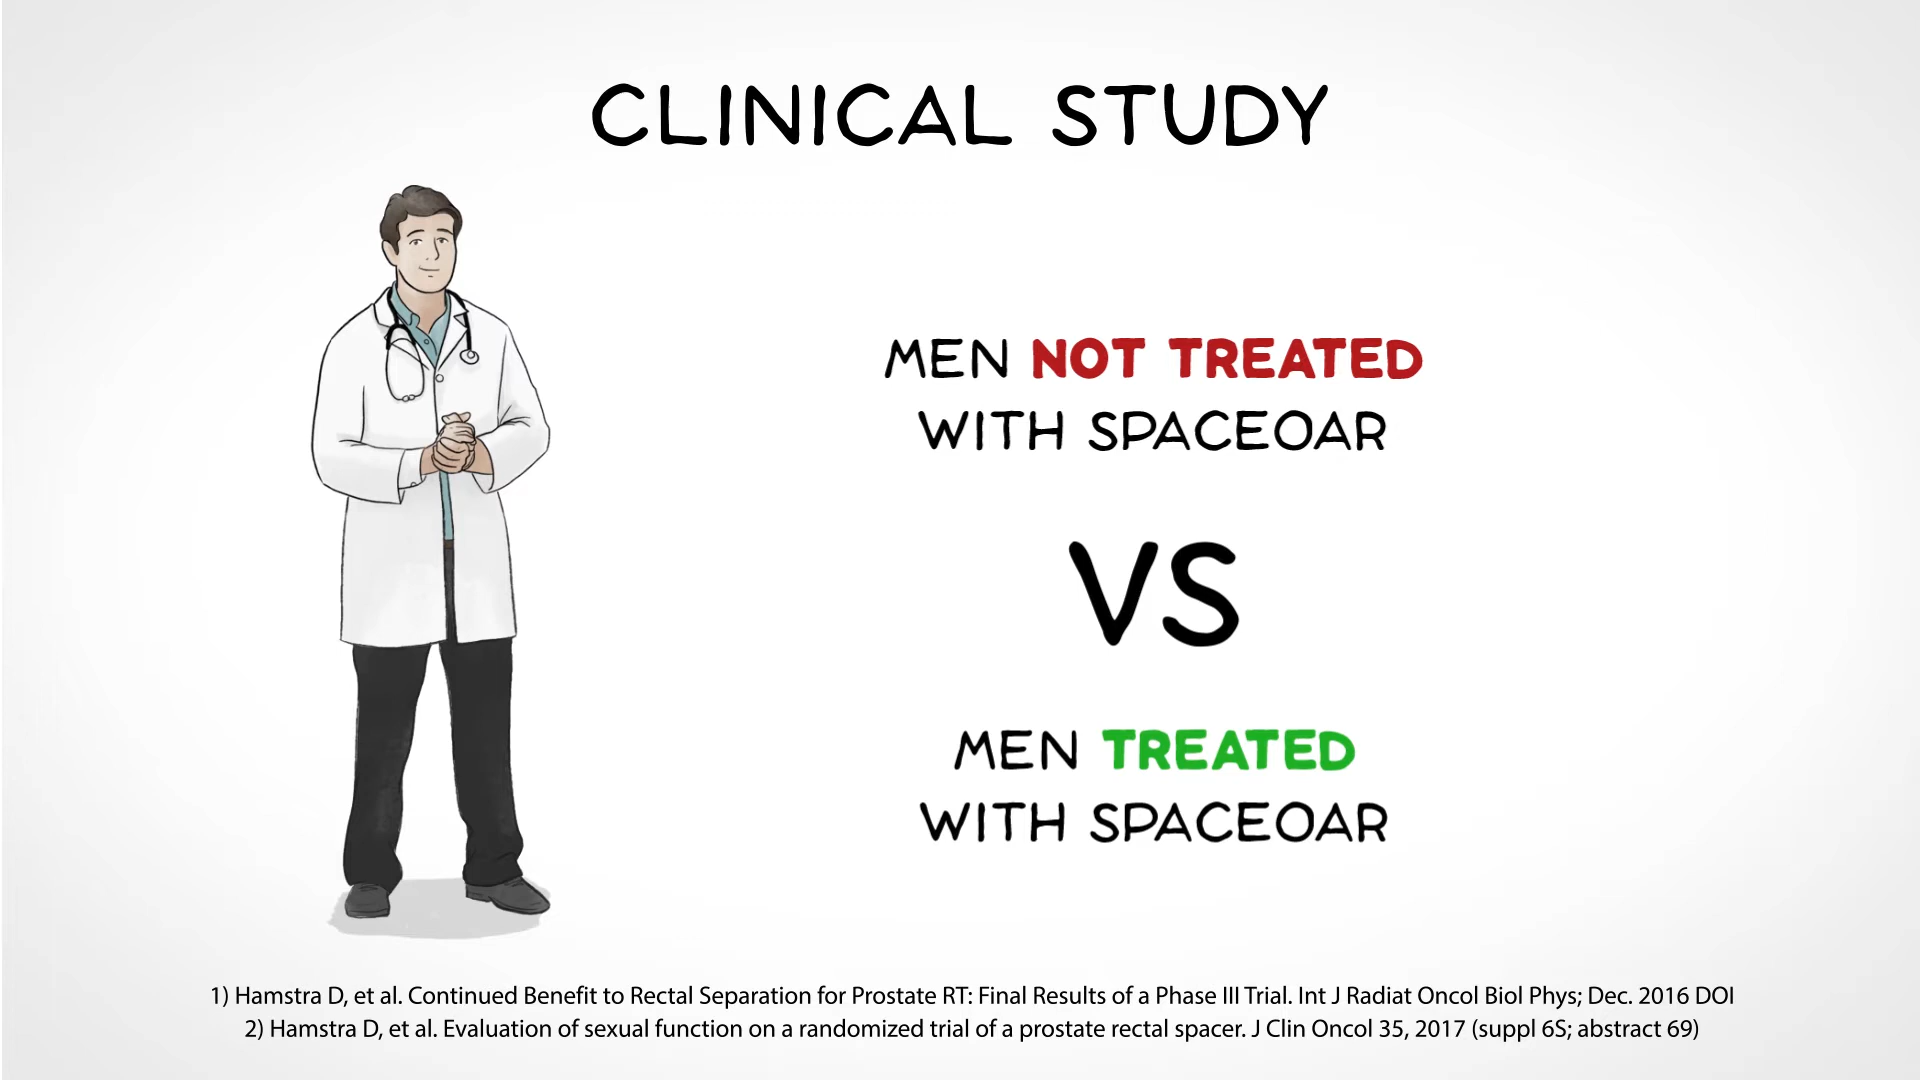 CLINICAL STUDY
MEN NOT TREATED
WITH SPACEOAR
VS
MEN TREATED
WITH SPACEOAR
1) Hamstra D, et al. Continued Benefit to Rectal Separation for Prostate RT: Final Results of a Phase III Trial. Int J Radiat Oncol Biol Phys; Dec. 2016 DOI
2) Hamstra D, et al. Evaluation of sexual function on a randomized trial of a prostate rectal spacer. J Clin Oncol 35, 2017 (suppl 6S; abstract 69)